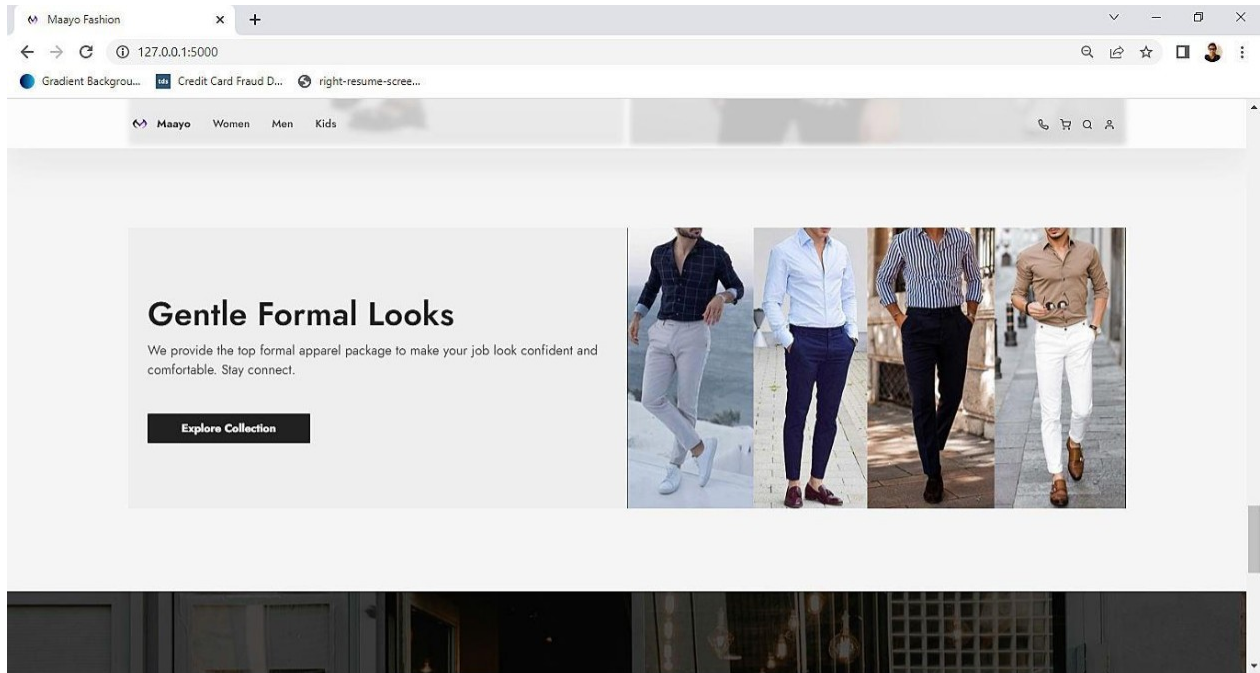 Maayo Fashion
127.0.0.1:5000
Gradient Backgrou... tds Credit Card Fraud D... right-resume-scree...
Maayo Women Men Kids
Gentle Formal Looks
We provide the top formal apparel package to make your job look confident and
comfortable. Stay connect.
Explore Collection